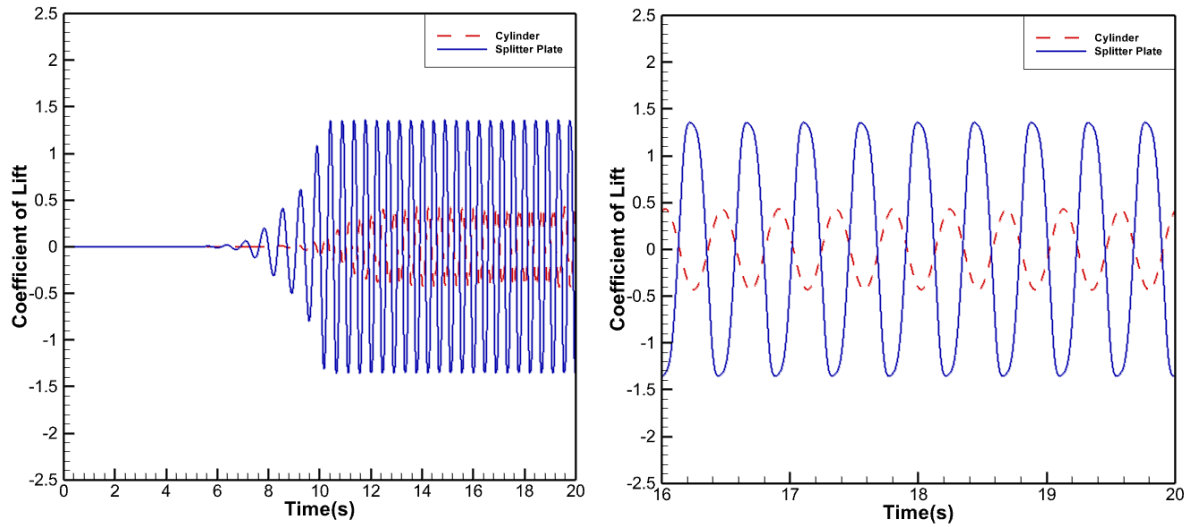 2.5
2
1.5
1
0.5
0
-0.5
-1
-1.5
-2
-2.5
Coefficient of Lift
0 2 4 6 8 10 12 14 16 18 20
Time(s)
Cylinder
Splitter Plate
2.5
2
1.5
1
0.5
0
-0.5
-1
-1.5
-2
-2.5
Coefficient of Lift
16 17 18 19 20
Time(s)
Cylinder
Splitter Plate